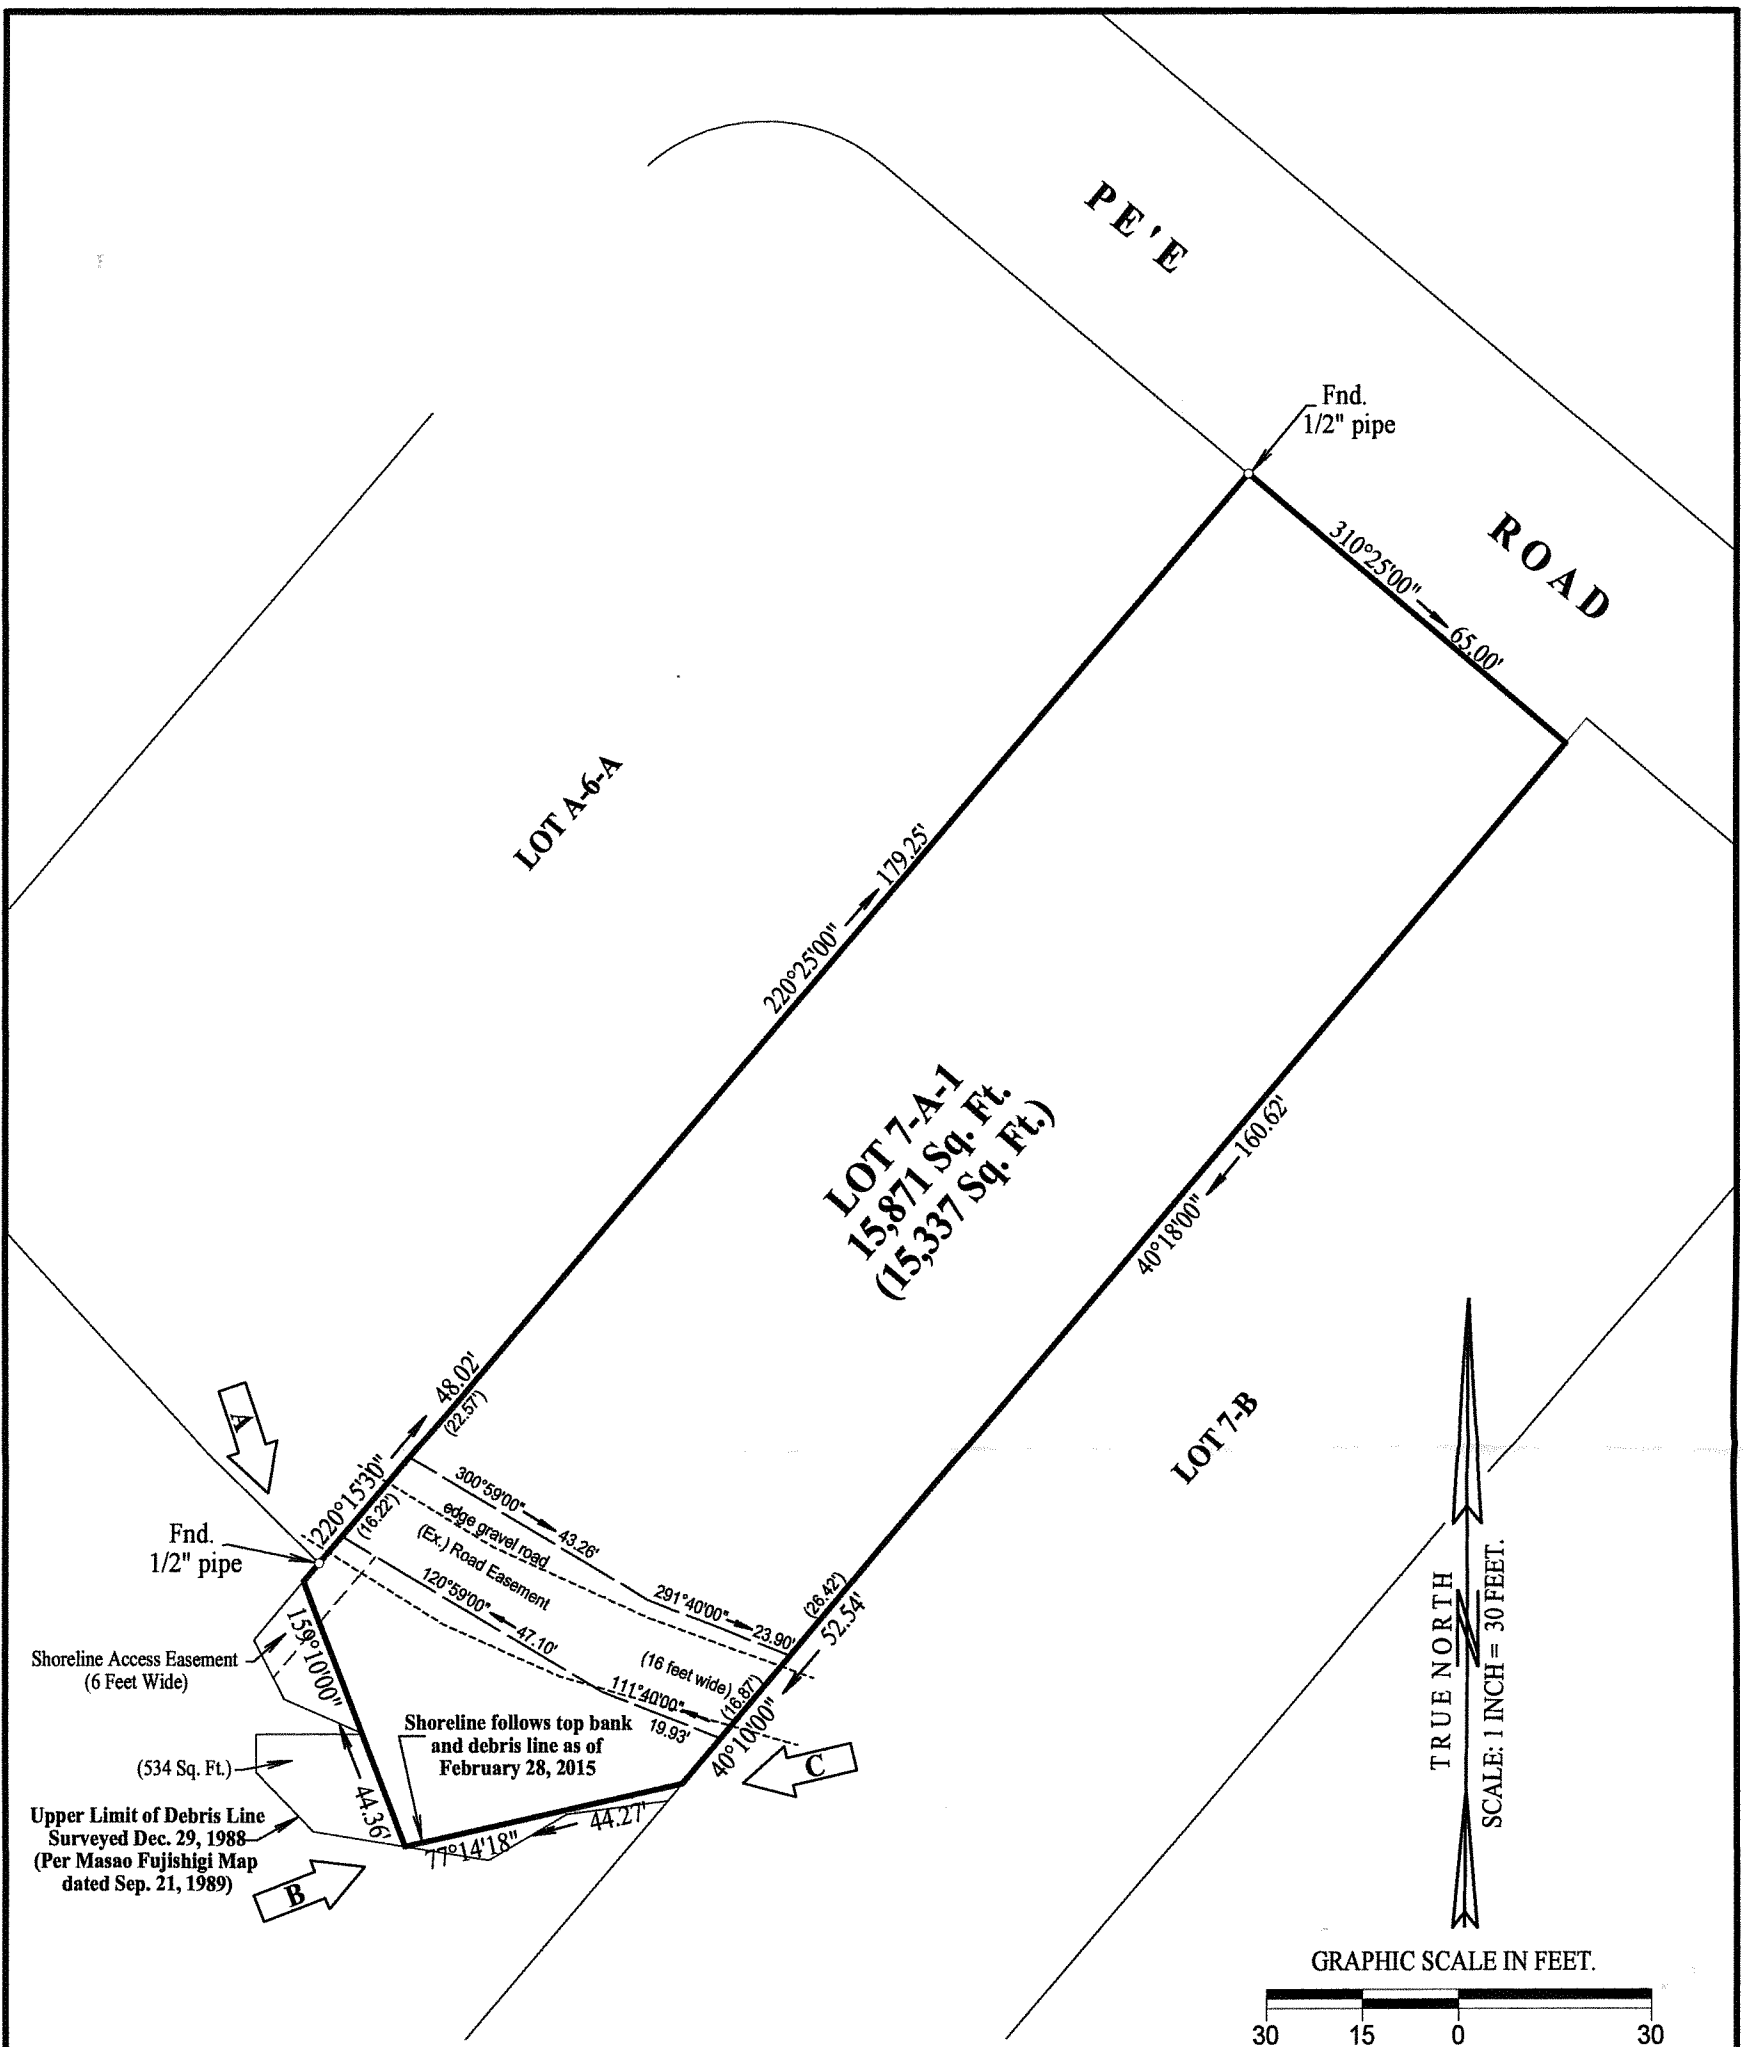 PE'E
ROAD
Fnd.
1/2" pipe
310°25'00"
65.00'
LOT A-6-A
220°25'00"
179.25'
LOT 7-A-1
15,871 Sq. Ft.
(15,337 Sq. Ft.)
40°18'00"
160.62'
LOT 7-B
A
220°15'30"
48.02'
(22.57')
(16.22')
Fnd.
1/2" pipe
300°59'00"
43.26'
edge gravel road
(Ex.) Road Easement
120°59'00"
47.10'
291°40'00"
23.90'
(26.42')
52.54'
(16 feet wide)
(16.87')
111°40'00"
19.93'
40°10'00"
C
159°10'00"
44.36'
Shoreline Access Easement
(6 Feet Wide)
Shoreline follows top bank
and debris line as of
February 28, 2015
(534 Sq. Ft.)
Upper Limit of Debris Line
Surveyed Dec. 29, 1988
(Per Masao Fujishigi Map
dated Sep. 21, 1989)
77°14'18"
44.27'
B
TRUE NORTH
N
SCALE: 1 INCH = 30 FEET.
GRAPHIC SCALE IN FEET.
30 15 0 30